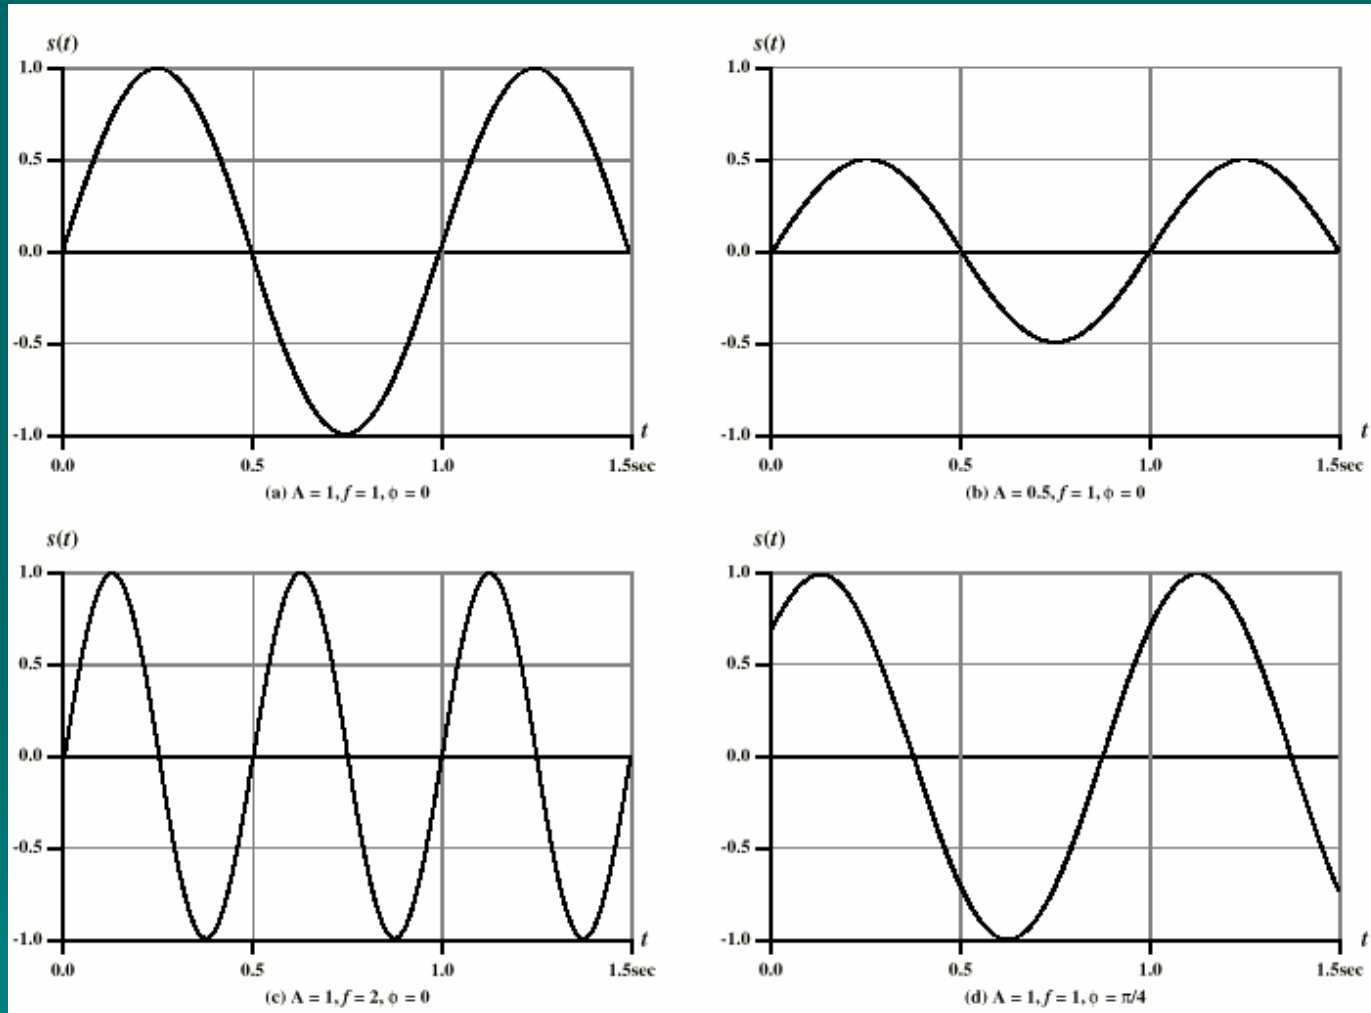 s(t)
1.0
0.5
0.0
-0.5
-1.0
t
0.0 0.5 1.0 1.5sec
(a) A = 1, f = 1, ϕ = 0
s(t)
1.0
0.5
0.0
-0.5
-1.0
t
0.0 0.5 1.0 1.5sec
(b) A = 0.5, f = 1, ϕ = 0
s(t)
1.0
0.5
0.0
-0.5
-1.0
t
0.0 0.5 1.0 1.5sec
(c) A = 1, f = 2, ϕ = 0
s(t)
1.0
0.5
0.0
-0.5
-1.0
t
0.0 0.5 1.0 1.5sec
(d) A = 1, f = 1, ϕ = π/4